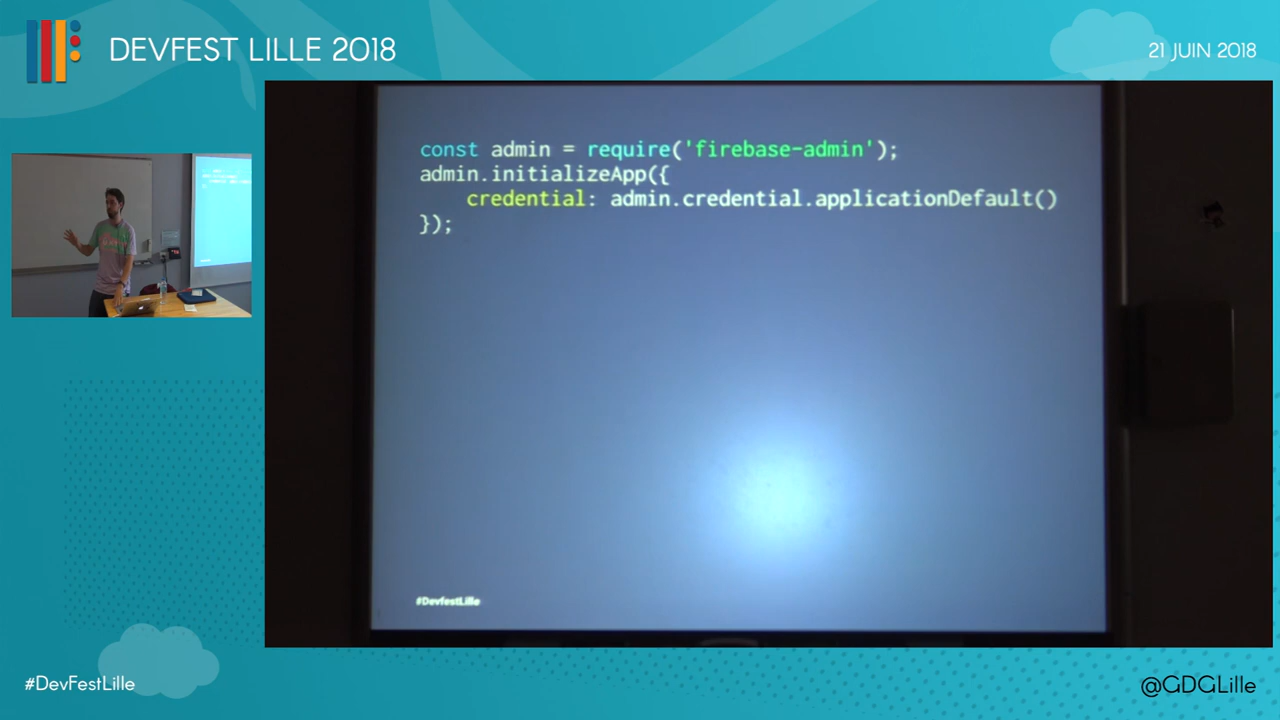 DEVFEST LILLE 2018
21 JUIN 2018
const admin = require('firebase-admin');
admin.initializeApp({
    credential: admin.credential.applicationDefault()
});
#DevfestLille
#DevFestLille
@GDGLille